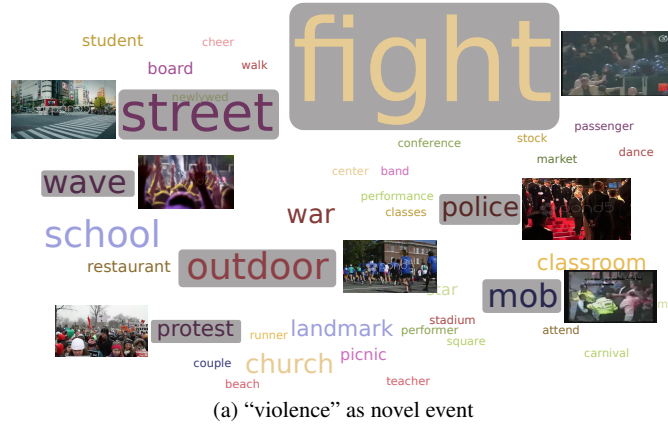 student
cheer
fight
board
walk
newlywed
street
passenger
conference
stock
dance
market
center
band
wave
performance
classes
war
police
school
restaurant
outdoor
classroom
star
mob
protest
runner
landmark
stadium
performer
attend
square
couple
church
picnic
carnival
beach
teacher
(a) “violence” as novel event